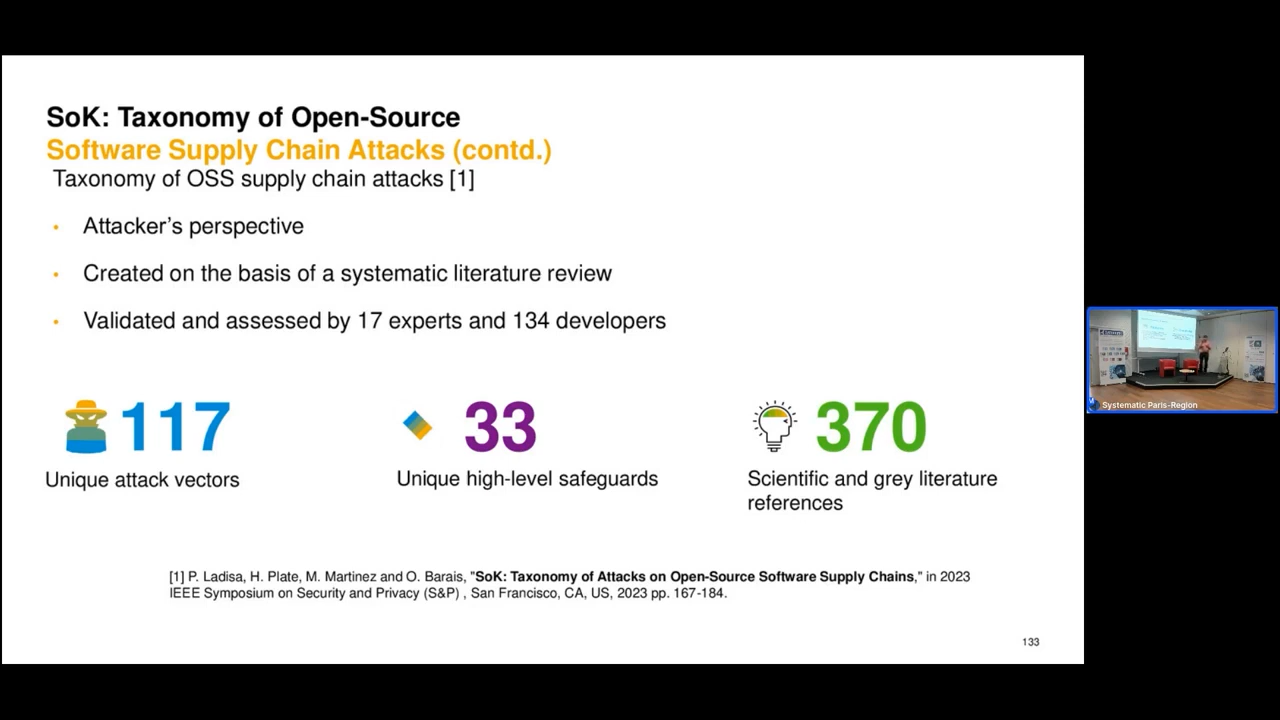 SoK: Taxonomy of Open-Source
Software Supply Chain Attacks (contd.)
Taxonomy of OSS supply chain attacks [1]
• Attacker’s perspective
• Created on the basis of a systematic literature review
• Validated and assessed by 17 experts and 134 developers
117
Unique attack vectors
33
Unique high-level safeguards
370
Scientific and grey literature
references
[1] P. Ladisa, H. Plate, M. Martinez and O. Barais, "SoK: Taxonomy of Attacks on Open-Source Software Supply Chains," in 2023
IEEE Symposium on Security and Privacy (S&P) , San Francisco, CA, US, 2023 pp. 167-184.
133
Systematic Paris-Region